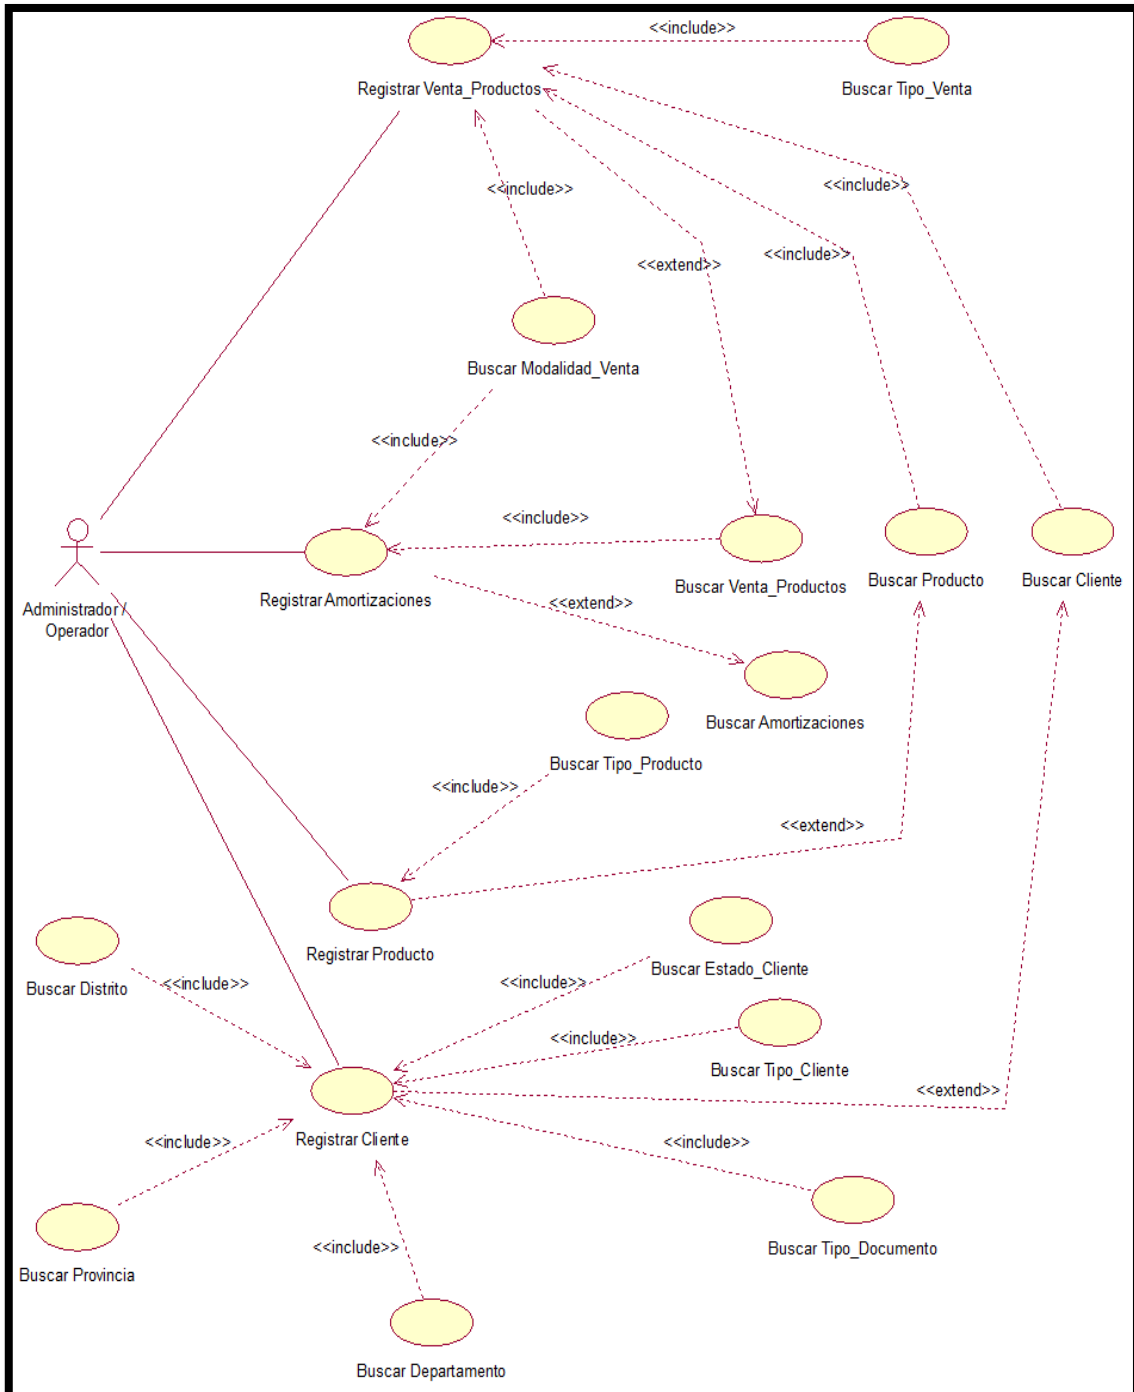 <<include>>
Registrar Venta_Productos
Buscar Tipo_Venta
<<include>>
<<include>>
<<include>>
<<extend>>
Buscar Modalidad_Venta
<<include>>
<<include>>
Registrar Amortizaciones
Buscar Venta_Productos
Buscar Producto
Buscar Cliente
Administrador /
Operador
<<extend>>
Buscar Amortizaciones
Buscar Tipo_Producto
<<include>>
<<extend>>
Registrar Producto
Buscar Estado_Cliente
Buscar Distrito
<<include>>
<<include>>
<<include>>
Buscar Tipo_Cliente
<<extend>>
Registrar Cliente
<<include>>
<<include>>
Buscar Tipo_Documento
<<include>>
Buscar Provincia
Buscar Departamento